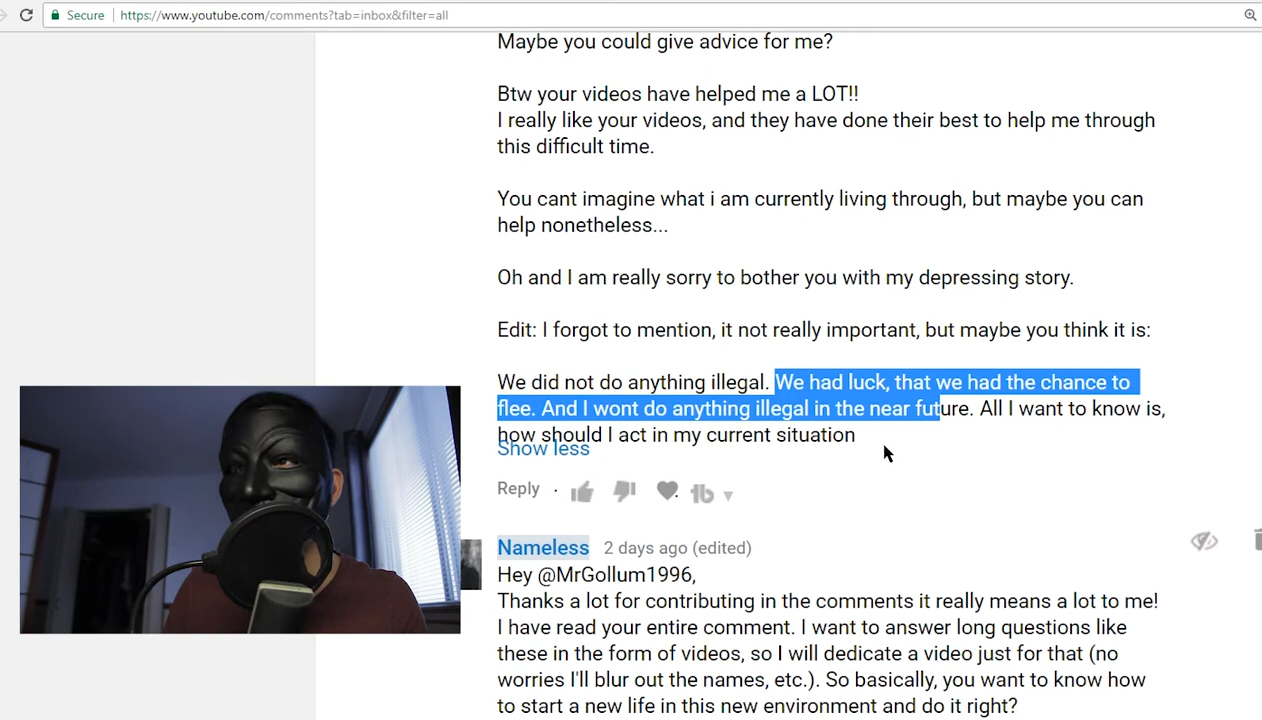 Secure
https://www.youtube.com/comments?tab=inbox&filter=all
Maybe you could give advice for me?
Btw your videos have helped me a LOT!!
I really like your videos, and they have done their best to help me through
this difficult time.
You cant imagine what i am currently living through, but maybe you can
help nonetheless...
Oh and I am really sorry to bother you with my depressing story.
Edit: I forgot to mention, it not really important, but maybe you think it is:
We did not do anything illegal. We had luck, that we had the chance to
flee. And I wont do anything illegal in the near future. All I want to know is,
how should I act in my current situation
Show less
Reply ·
Nameless 2 days ago (edited)
Hey @MrGollum1996,
Thanks a lot for contributing in the comments it really means a lot to me!
I have read your entire comment. I want to answer long questions like
these in the form of videos, so I will dedicate a video just for that (no
worries I'll blur out the names, etc.). So basically, you want to know how
to start a new life in this new environment and do it right?